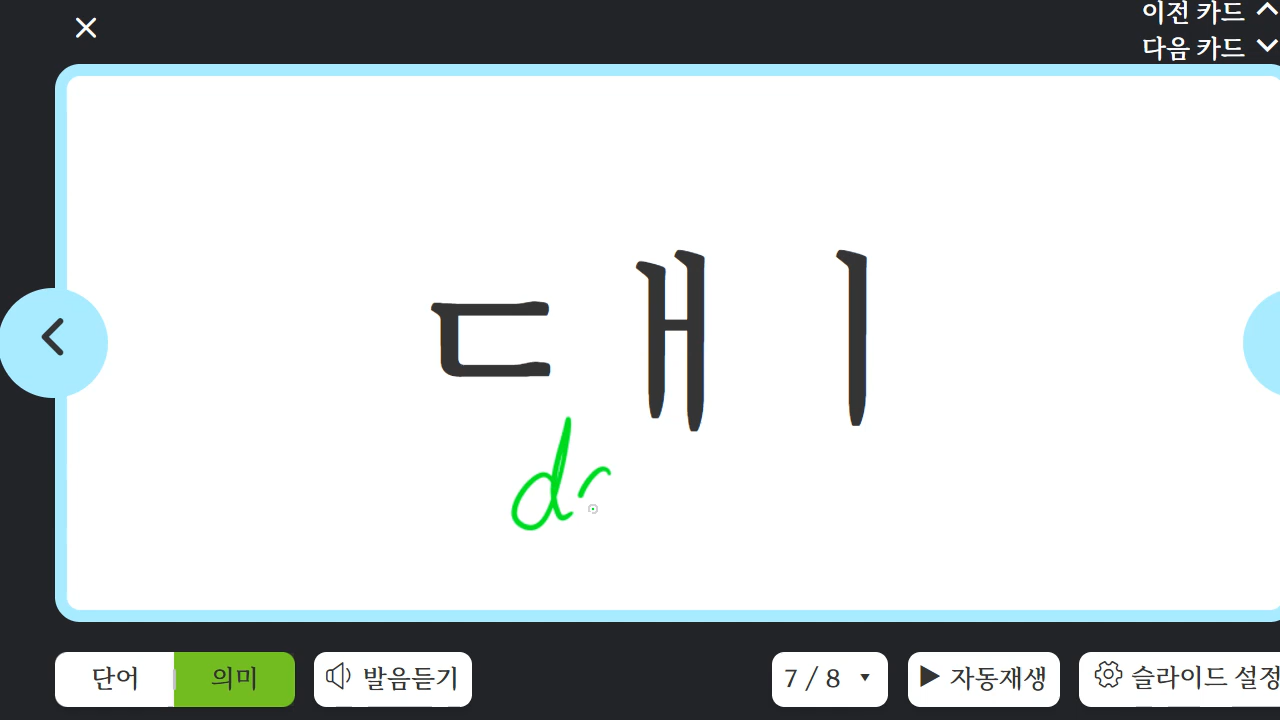 이전 카드
다음 카드
ㄷ ㅐ ㅣ
단어 의미 발음듣기 7 / 8 자동재생 슬라이드 설정